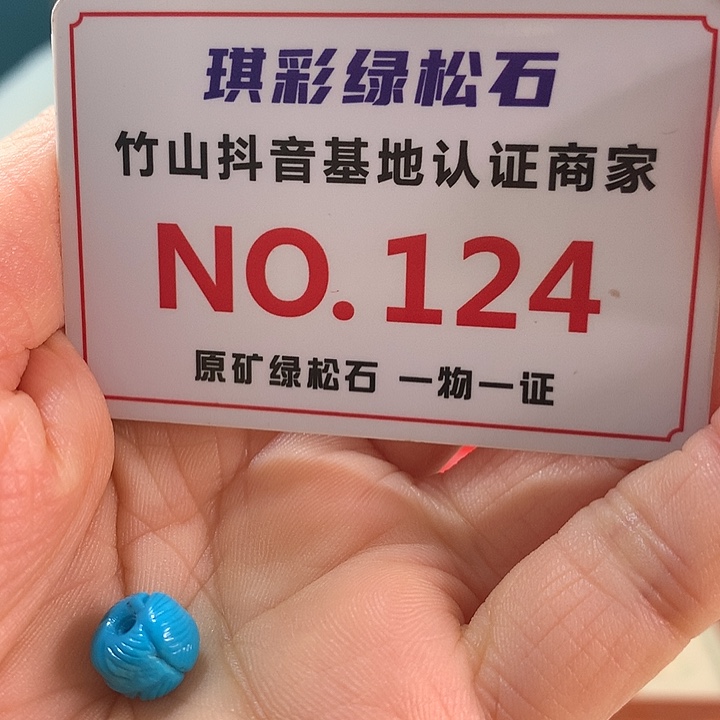 琪彩绿松石
竹山抖音基地认证商家
NO.124
原矿绿松石 一物一证